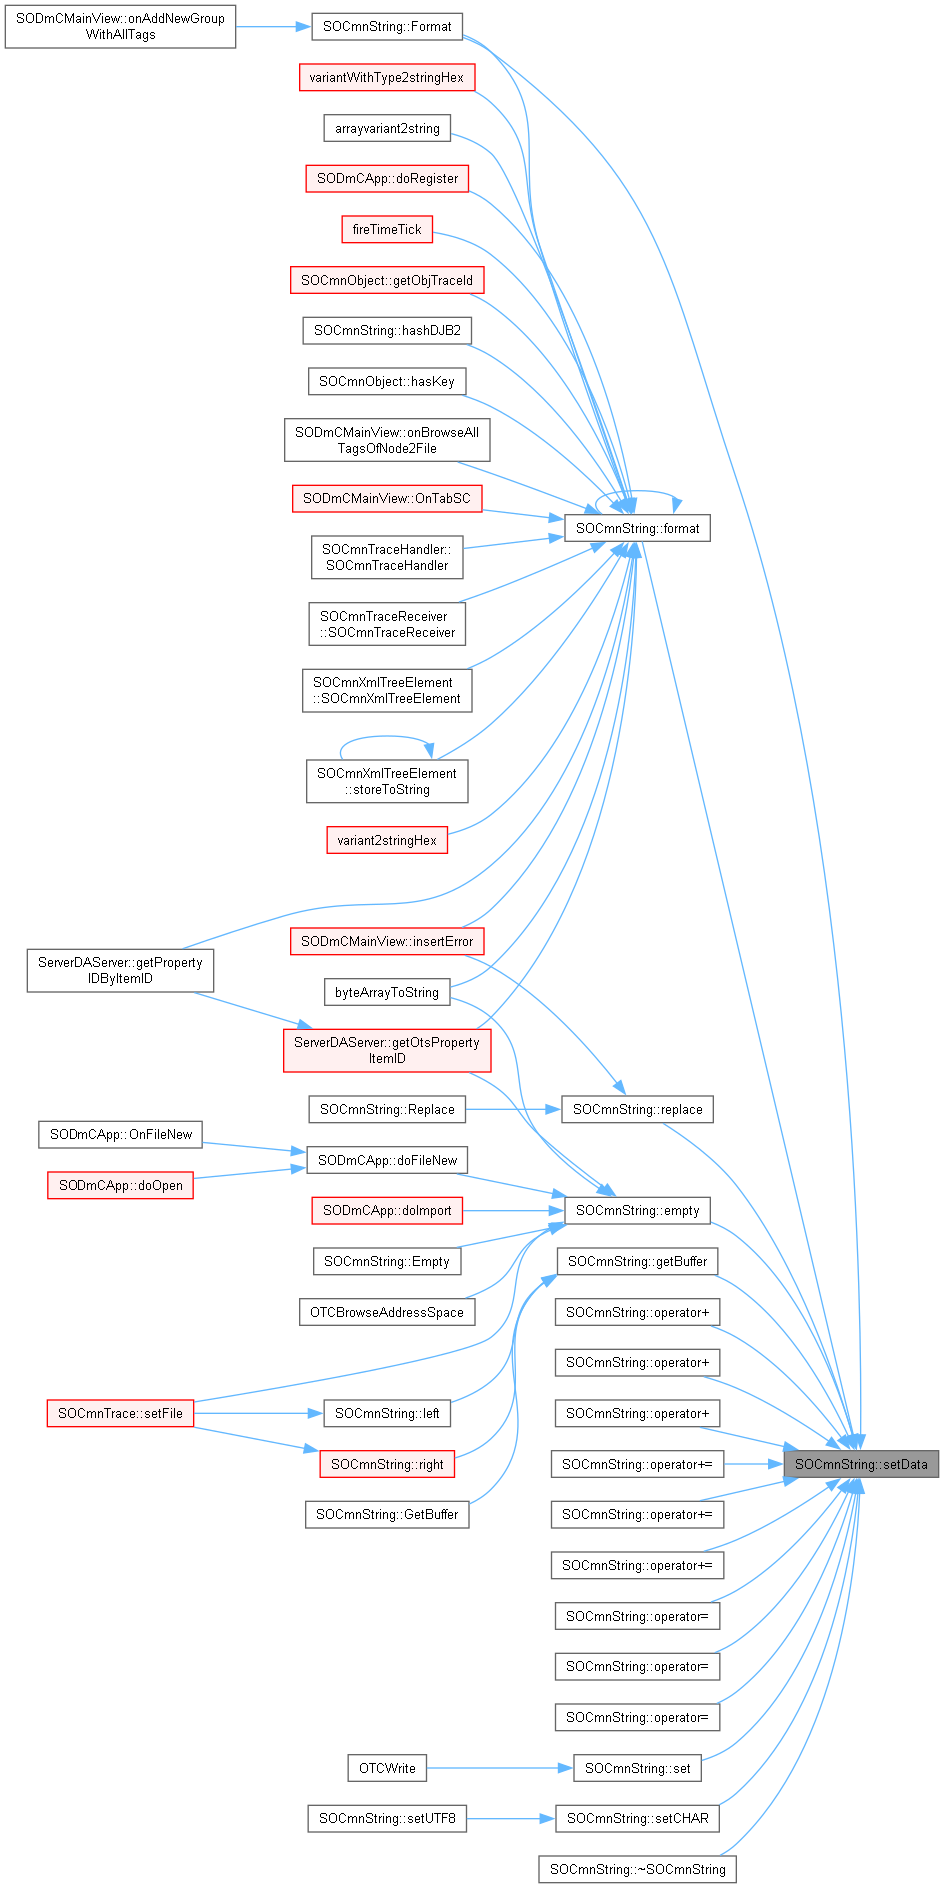 SODmCMainView::onAddNewGroup
WithAllTags
SOCmnString::Format
variantWithType2stringHex
arrayvariant2string
SODmCApp::doRegister
fireTimeTick
SOCmnObject::getObjTraceId
SOCmnString::hashDJB2
SOCmnObject::hasKey
SODmCMainView::onBrowseAll
TagsOfNode2File
SODmCMainView::OnTabSC
SOCmnString::format
SOCmnTraceHandler::
SOCmnTraceHandler
SOCmnTraceReceiver
::SOCmnTraceReceiver
SOCmnXmlTreeElement
::SOCmnXmlTreeElement
SOCmnXmlTreeElement
::storeToString
variant2stringHex
SODmCMainView::insertError
ServerDAServer::getProperty
IDByItemID
byteArrayToString
ServerDAServer::getOtsProperty
ItemID
SOCmnString::Replace
SOCmnString::replace
SODmCApp::OnFileNew
SODmCApp::doFileNew
SODmCApp::doOpen
SODmCApp::doImport
SOCmnString::empty
SOCmnString::Empty
SOCmnString::getBuffer
OTCBrowseAddressSpace
SOCmnString::operator+
SOCmnString::operator+
SOCmnTrace::setFile
SOCmnString::left
SOCmnString::operator+
SOCmnString::right
SOCmnString::operator+=
SOCmnString::setData
SOCmnString::GetBuffer
SOCmnString::operator+=
SOCmnString::operator+=
SOCmnString::operator=
SOCmnString::operator=
SOCmnString::operator=
OTCWrite
SOCmnString::set
SOCmnString::setUTF8
SOCmnString::setCHAR
SOCmnString::~SOCmnString